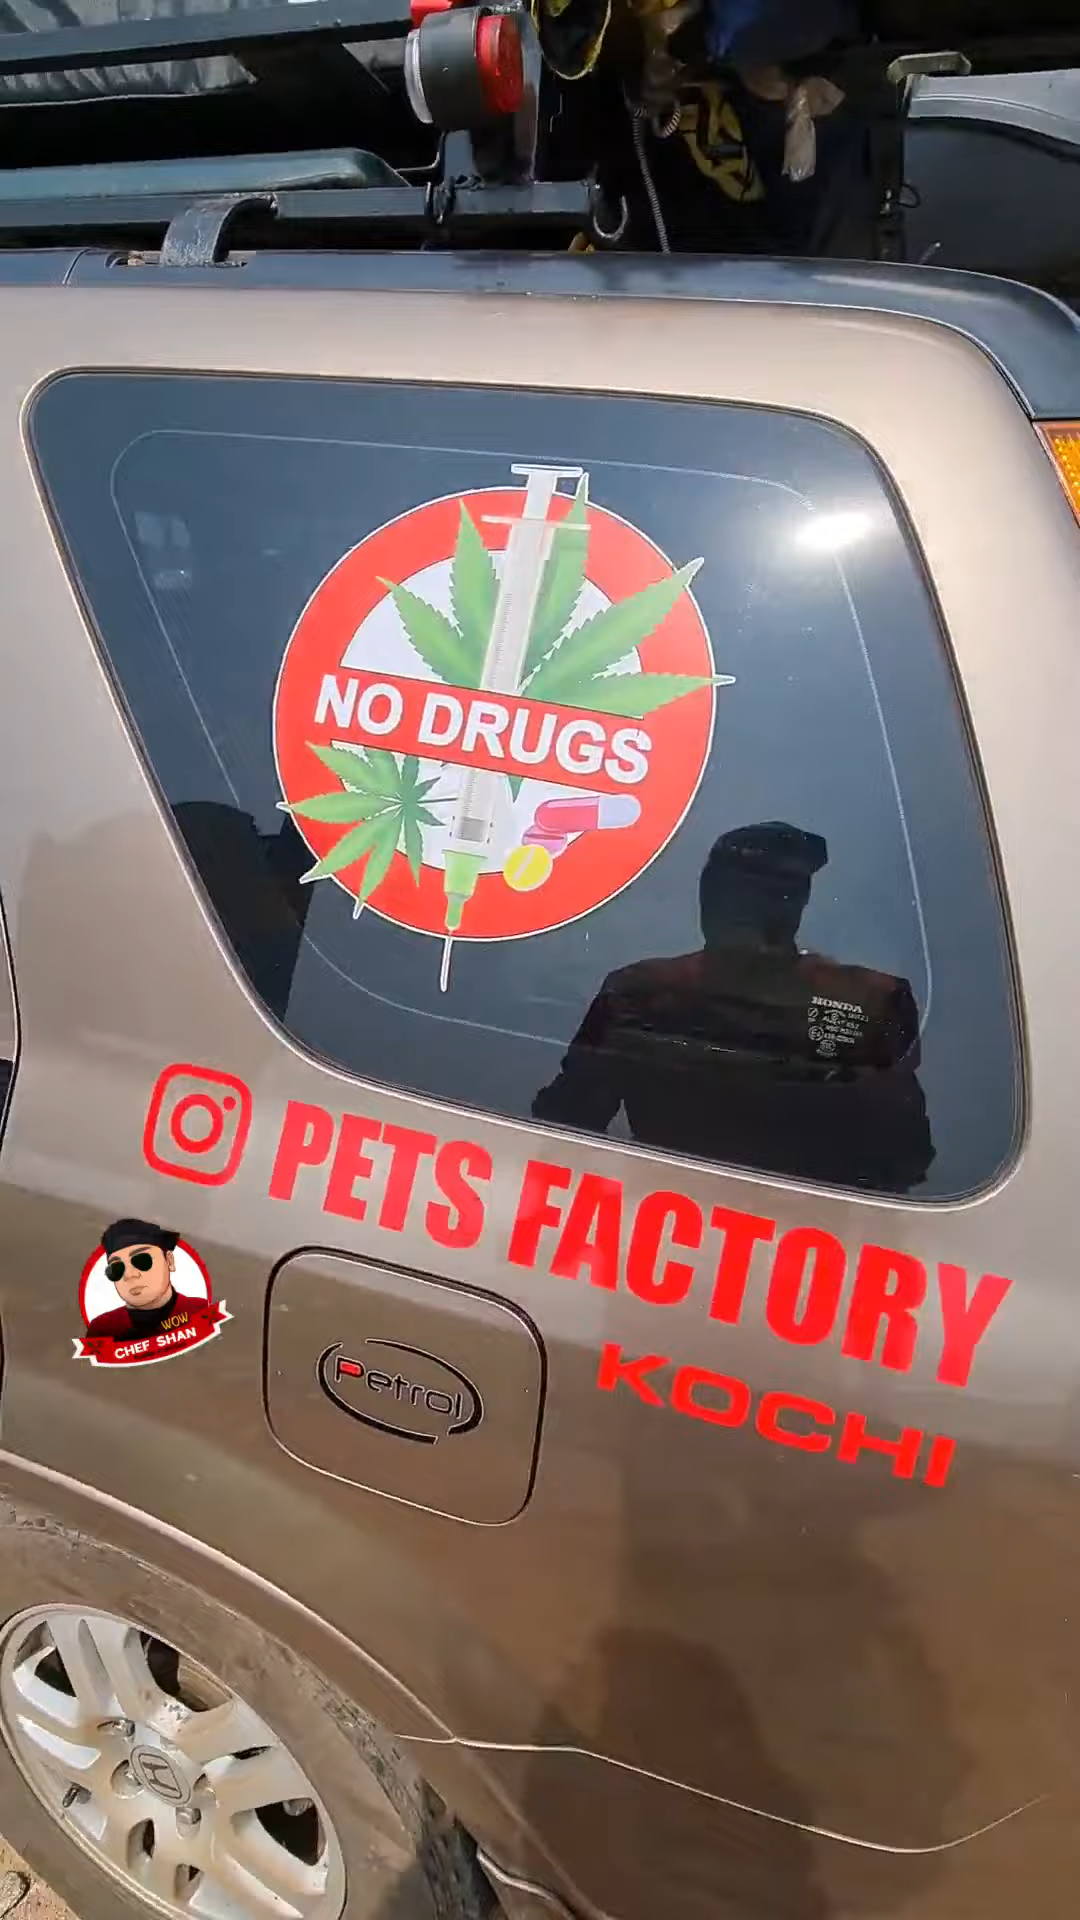 NO DRUGS
HONDA
PETS FACTORY
KOCHI
WOW
CHEF SHAN
Petrol